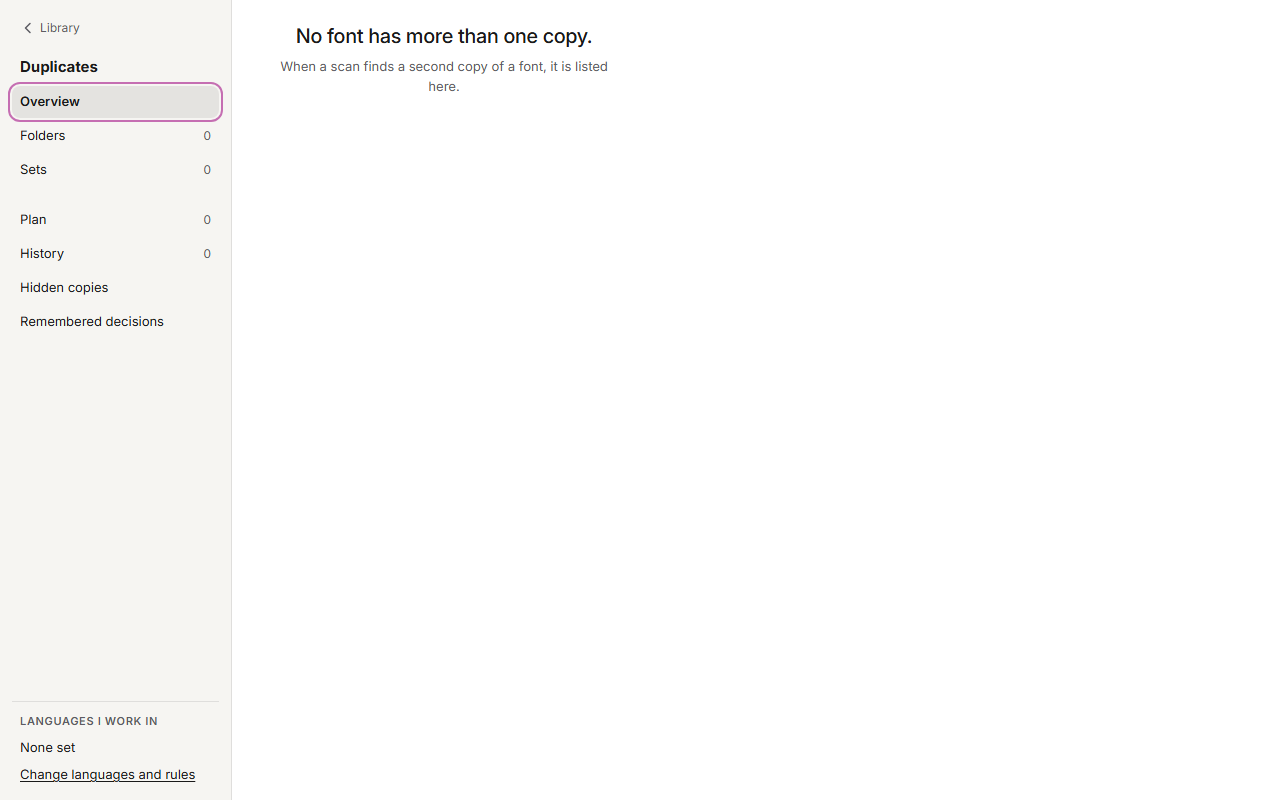 Library
Duplicates
Overview
Folders 0
Sets 0
Plan 0
History 0
Hidden copies
Remembered decisions
LANGUAGES I WORK IN
None set
Change languages and rules
No font has more than one copy.
When a scan finds a second copy of a font, it is listed
here.